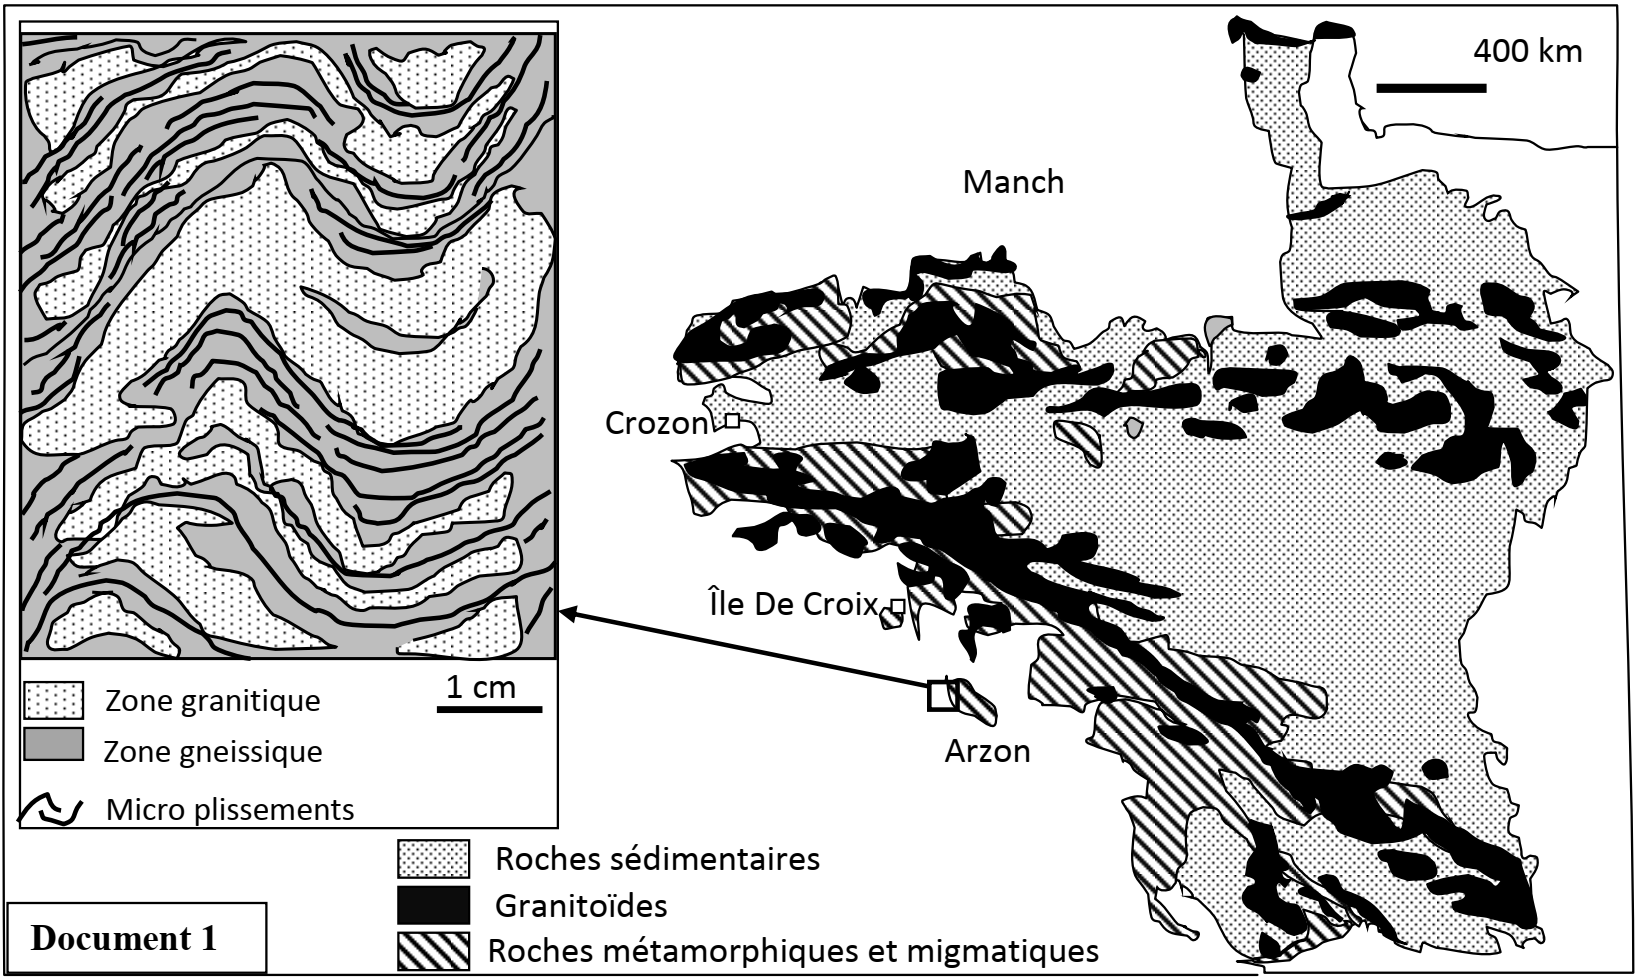 400 km
Manch
Crozon
Île De Croix
Arzon
1 cm
Zone granitique
Zone gneissique
Micro plissements
Roches sédimentaires
Granitoïdes
Roches métamorphiques et migmatiques
Document 1